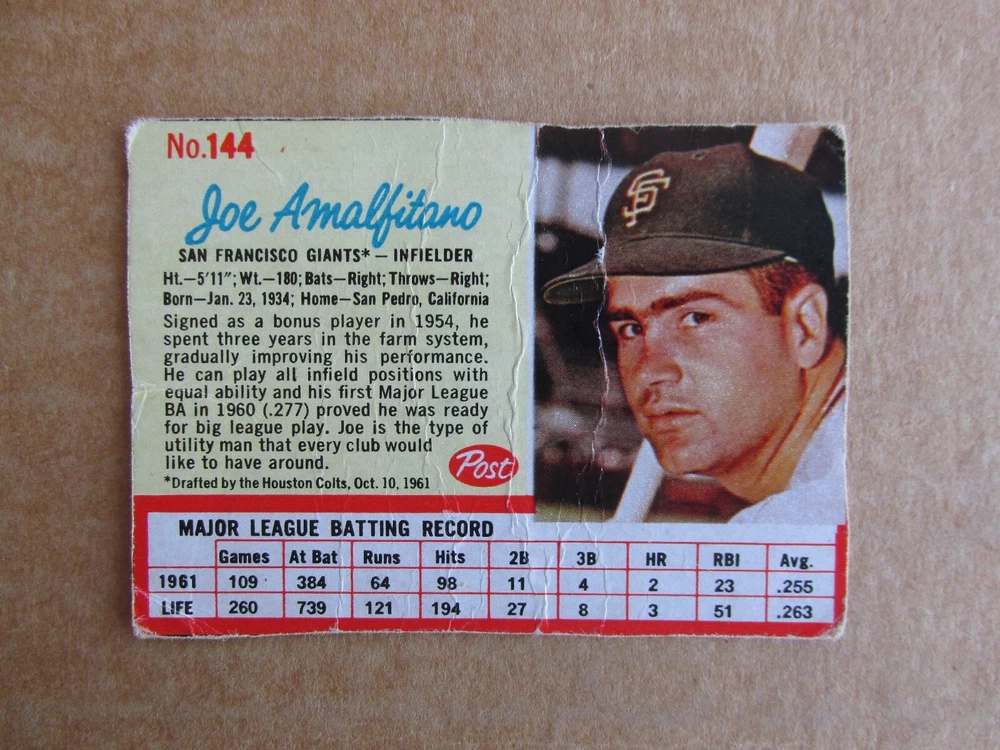 No.144
Joe Amalfitano
SAN FRANCISCO GIANTS* — INFIELDER
Ht.—5'11"; Wt.—180; Bats—Right; Throws—Right;
Born—Jan. 23, 1934; Home—San Pedro, California
Signed as a bonus player in 1954, he
spent three years in the farm system,
gradually improving his performance.
He can play all infield positions with
equal ability and his first Major League
BA in 1960 (.277) proved he was ready
for big league play. Joe is the type of
utility man that every club would
like to have around.
*Drafted by the Houston Colts, Oct. 10, 1961
Post
SF
MAJOR LEAGUE BATTING RECORD
Games At Bat Runs Hits 2B 3B HR RBI Avg.
1961 109 384 64 98 11 4 2 23 .255
LIFE 260 739 121 194 27 8 3 51 .263